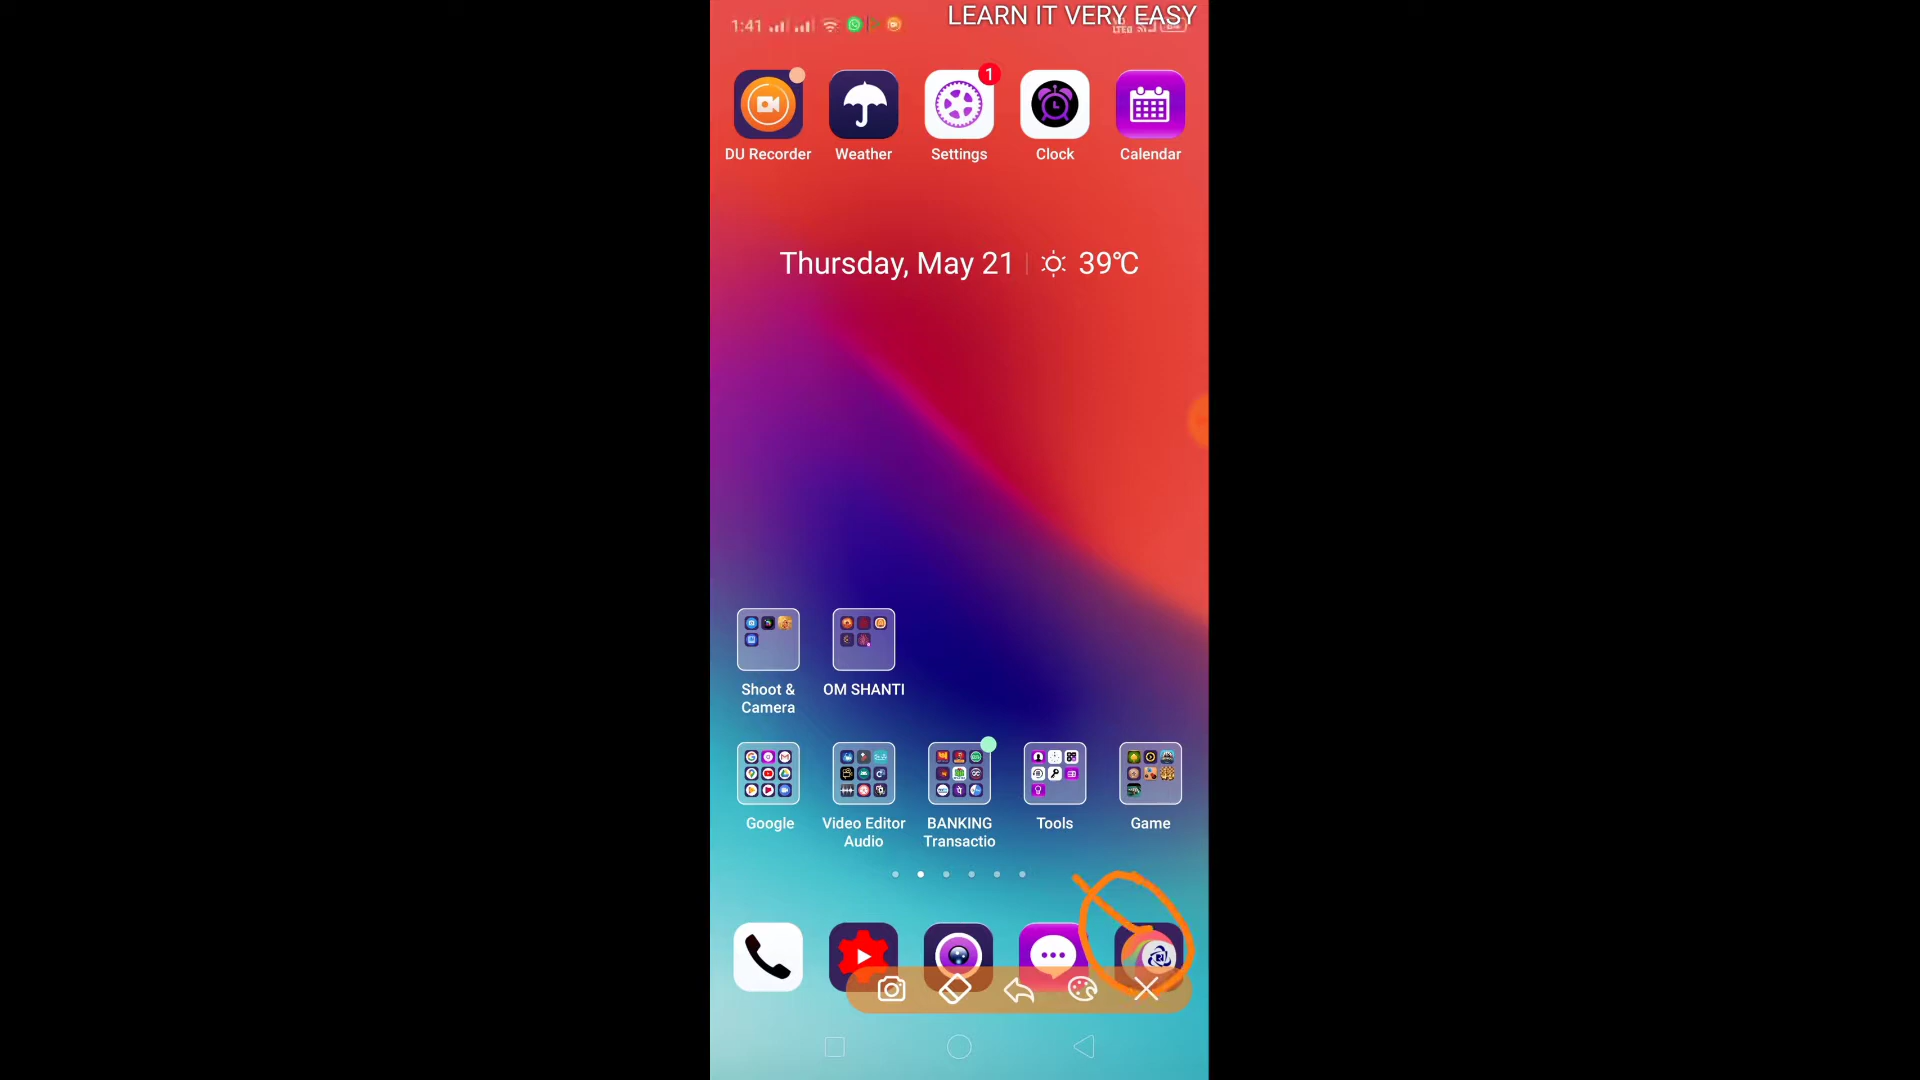 LEARN IT VERY EASY
1:41
1
DU Recorder
Weather
Settings
Clock
Calendar
Thursday, May 21
39℃
Shoot &
Camera
OM SHANTI
Google
Video Editor
Audio
BANKING
Transactio
Tools
Game